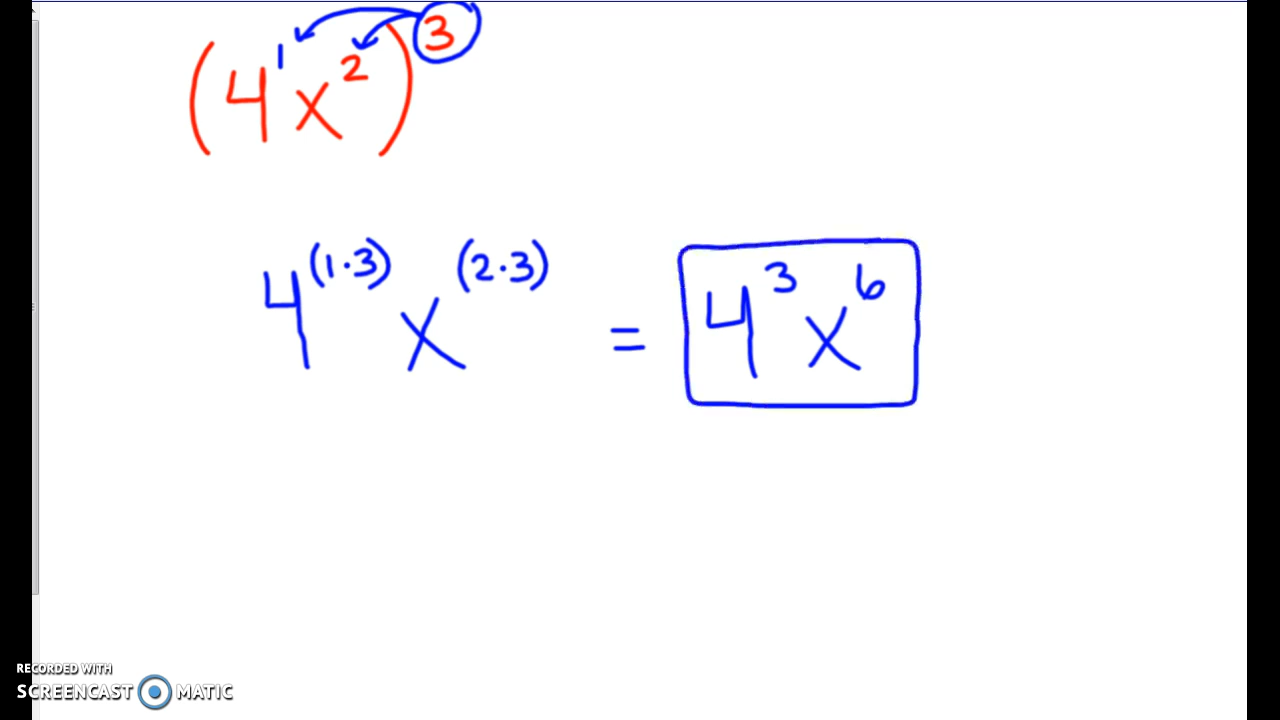 (4¹x²)³
4⁽¹·³⁾ x⁽²·³⁾ = 4³x⁶
RECORDED WITH
SCREENCAST MATIC